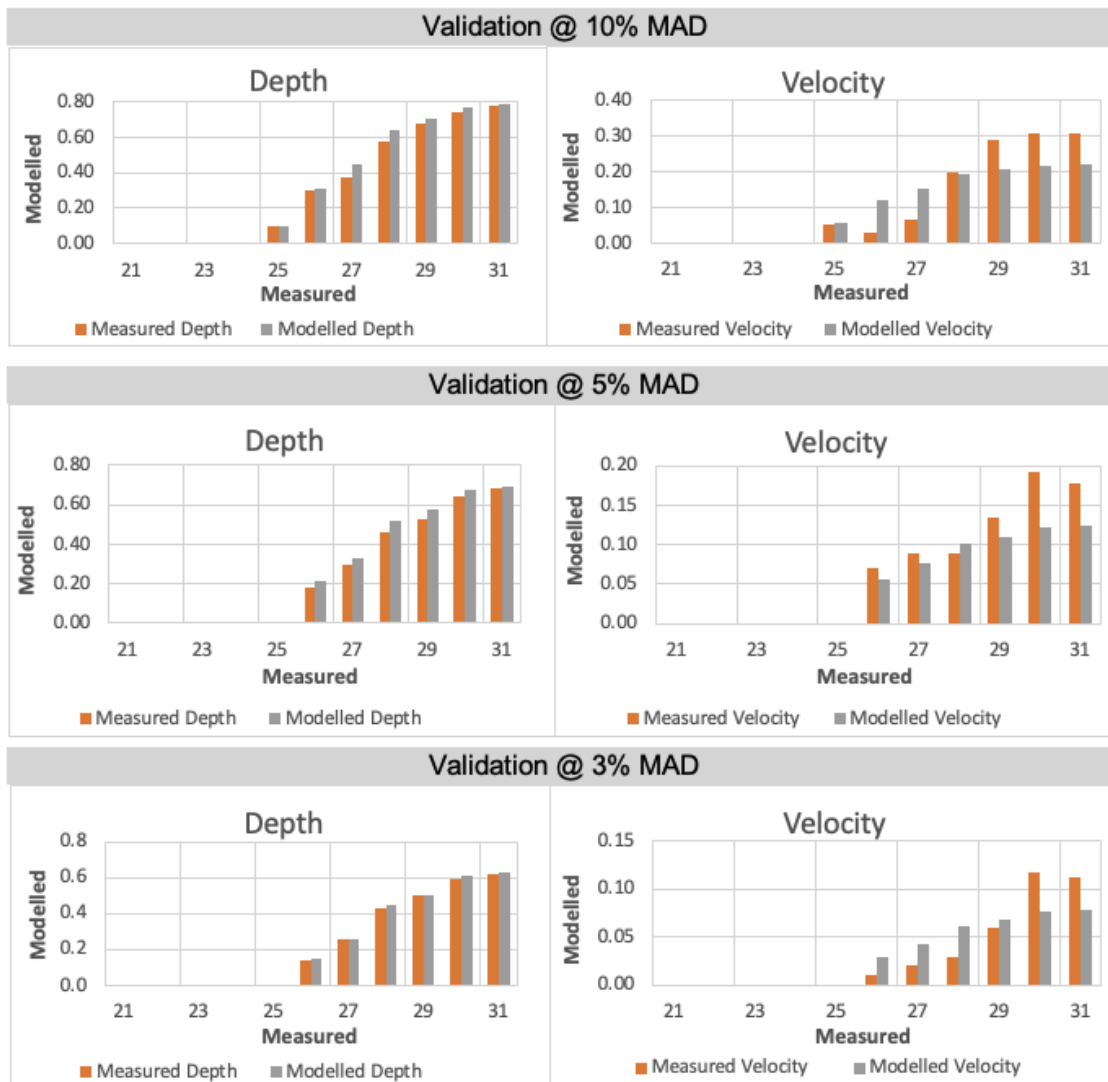 Validation @ 10% MAD
Depth
0.80
0.60
0.40
0.20
0.00
Modelled
21 23 25 27 29 31
Measured
Measured Depth Modelled Depth
Velocity
0.40
0.30
0.20
0.10
0.00
Modelled
21 23 25 27 29 31
Measured
Measured Velocity Modelled Velocity
Validation @ 5% MAD
Depth
0.80
0.60
0.40
0.20
0.00
Modelled
21 23 25 27 29 31
Measured
Measured Depth Modelled Depth
Velocity
0.20
0.15
0.10
0.05
0.00
Modelled
21 23 25 27 29 31
Measured
Measured Velocity Modelled Velocity
Validation @ 3% MAD
Depth
0.8
0.6
0.4
0.2
0.0
Modelled
21 23 25 27 29 31
Measured
Measured Depth Modelled Depth
Velocity
0.15
0.10
0.05
0.00
Modelled
21 23 25 27 29 31
Measured
Measured Velocity Modelled Velocity